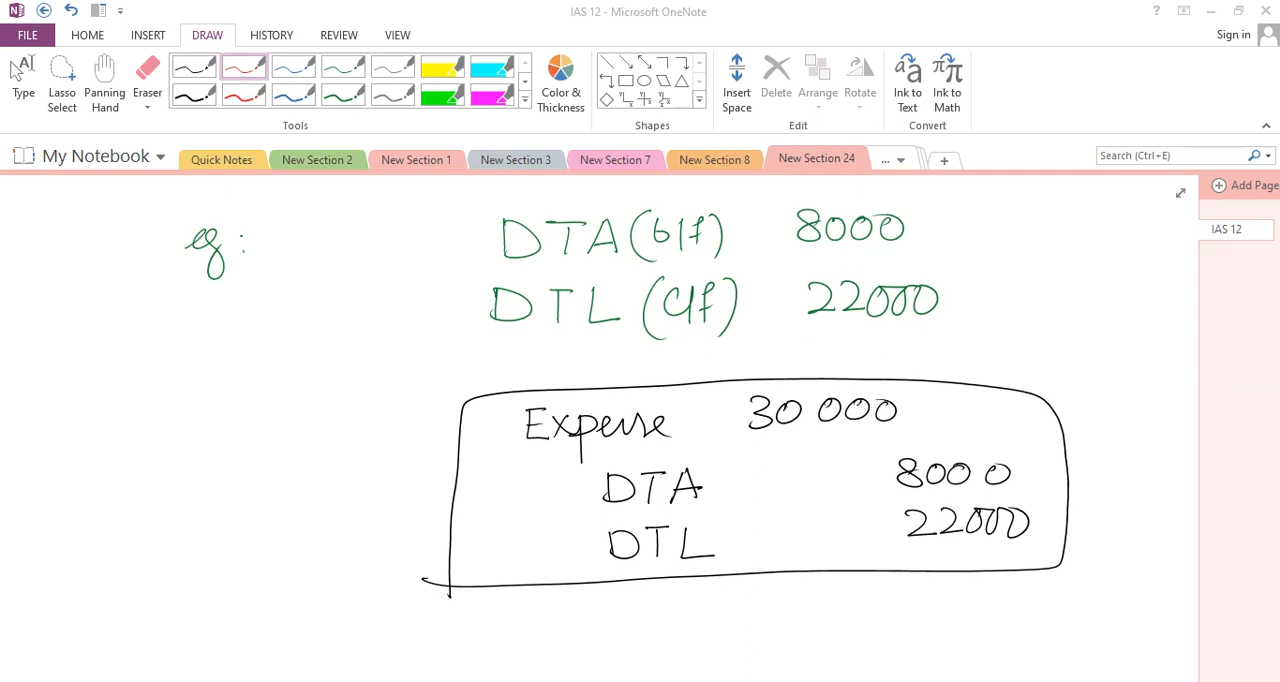 IAS 12 - Microsoft OneNote
?
FILE HOME INSERT DRAW HISTORY REVIEW VIEW
Sign in
Type
Lasso Select
Panning Hand
Eraser
Color & Thickness
Insert Space
Delete
Arrange
Rotate
Ink to Text
Ink to Math
Tools Shapes Edit Convert
My Notebook
Quick Notes New Section 2 New Section 1 New Section 3 New Section 7 New Section 8 New Section 24 ...
Search (Ctrl+E)
Add Page
IAS 12
eg: DTA (b/f) 8000
DTL (c/f) 22000
Expense 30 000
DTA 8000
DTL 22000